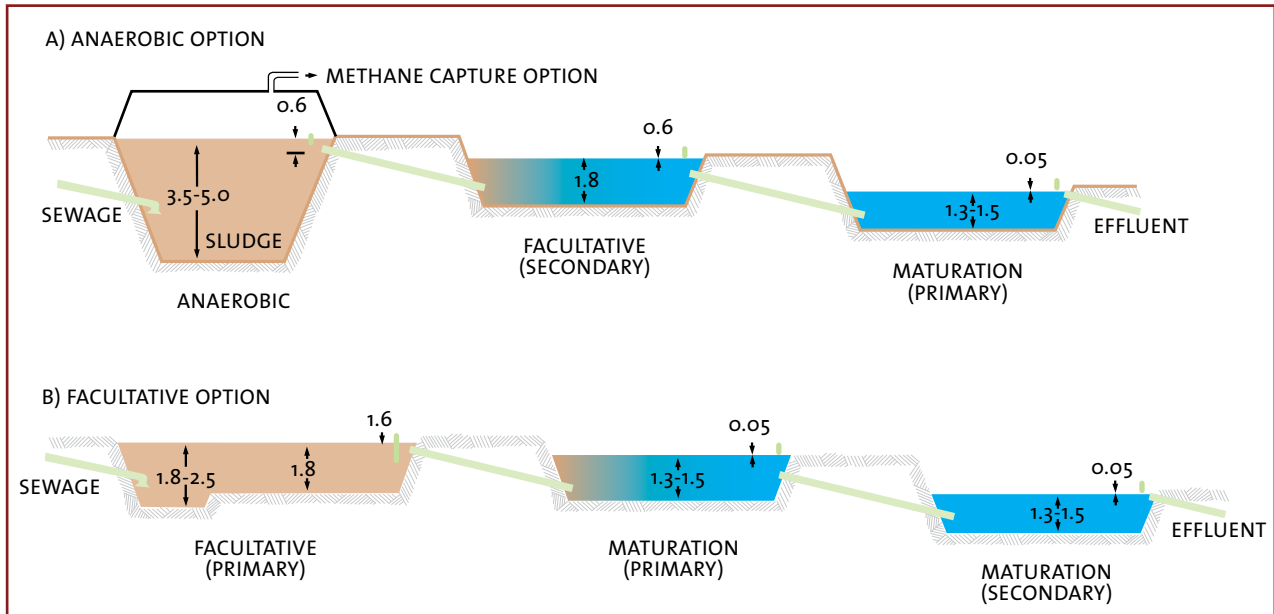 A) ANAEROBIC OPTION
METHANE CAPTURE OPTION
0.6
0.6
0.05
3.5-5.0
1.8
1.3-1.5
SEWAGE
SLUDGE
EFFLUENT
FACULTATIVE
(SECONDARY)
MATURATION
(PRIMARY)
ANAEROBIC
B) FACULTATIVE OPTION
1.6
0.05
1.8-2.5
1.8
1.3-1.5
0.05
SEWAGE
1.3-1.5
EFFLUENT
FACULTATIVE
(PRIMARY)
MATURATION
(PRIMARY)
MATURATION
(SECONDARY)